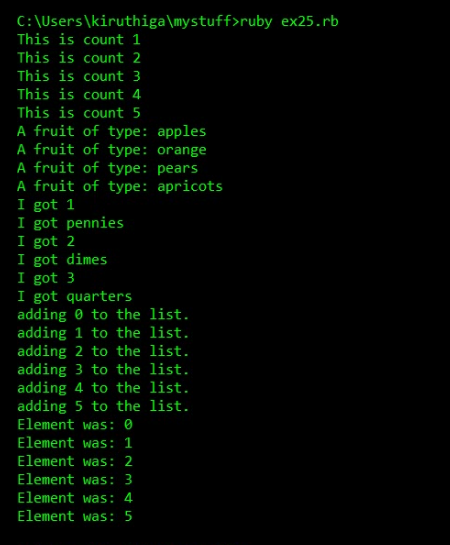 C:\Users\kiruthiga\mystuff>ruby ex25.rb
This is count 1
This is count 2
This is count 3
This is count 4
This is count 5
A fruit of type: apples
A fruit of type: orange
A fruit of type: pears
A fruit of type: apricots
I got 1
I got pennies
I got 2
I got dimes
I got 3
I got quarters
adding 0 to the list.
adding 1 to the list.
adding 2 to the list.
adding 3 to the list.
adding 4 to the list.
adding 5 to the list.
Element was: 0
Element was: 1
Element was: 2
Element was: 3
Element was: 4
Element was: 5